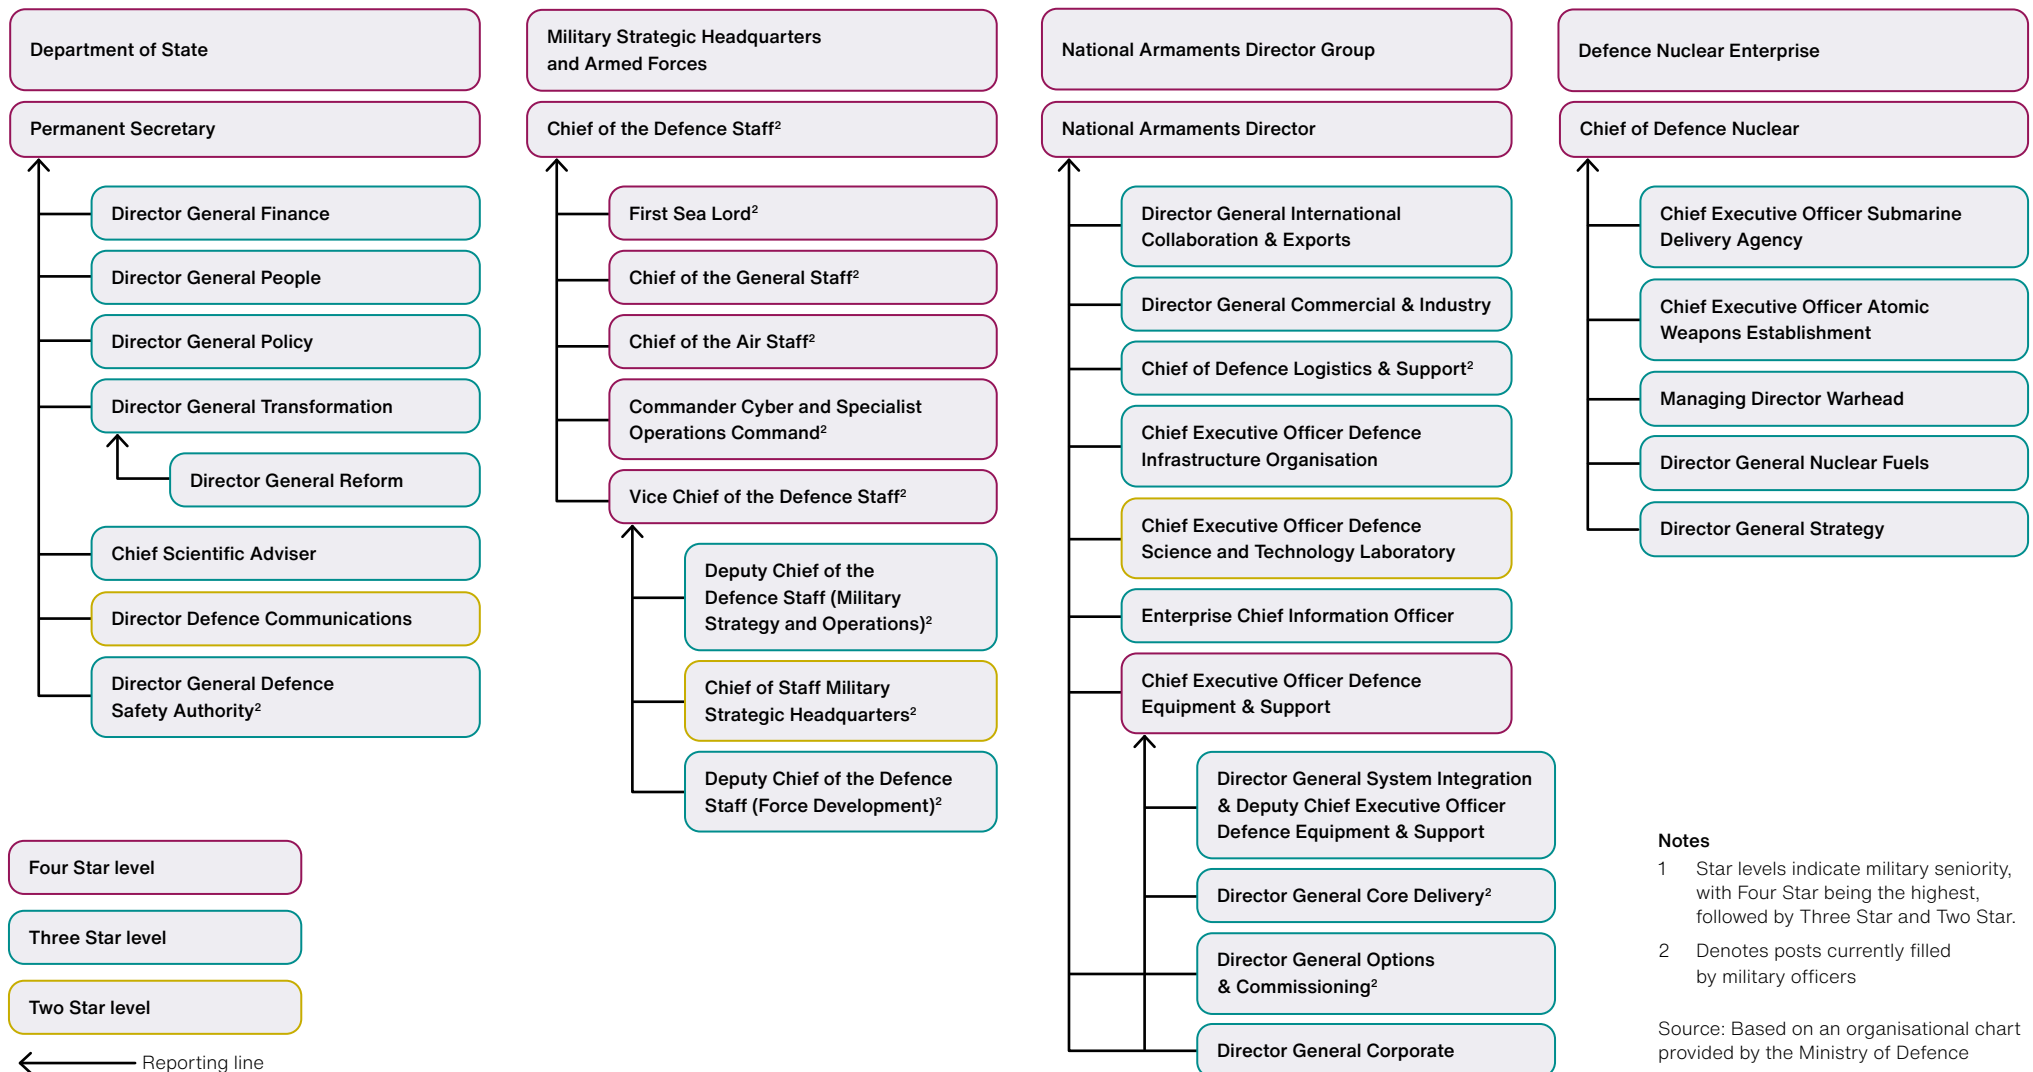 Department of State
Permanent Secretary
Director General Finance
Director General People
Director General Policy
Director General Transformation
Director General Reform
Chief Scientific Adviser
Director Defence Communications
Director General Defence
Safety Authority²
Military Strategic Headquarters
and Armed Forces
Chief of the Defence Staff²
First Sea Lord²
Chief of the General Staff²
Chief of the Air Staff²
Commander Cyber and Specialist
Operations Command²
Vice Chief of the Defence Staff²
Deputy Chief of the
Defence Staff (Military
Strategy and Operations)²
Chief of Staff Military
Strategic Headquarters²
Deputy Chief of the Defence
Staff (Force Development)²
National Armaments Director Group
National Armaments Director
Director General International
Collaboration & Exports
Director General Commercial & Industry
Chief of Defence Logistics & Support²
Chief Executive Officer Defence
Infrastructure Organisation
Chief Executive Officer Defence
Science and Technology Laboratory
Enterprise Chief Information Officer
Chief Executive Officer Defence
Equipment & Support
Director General System Integration
& Deputy Chief Executive Officer
Defence Equipment & Support
Director General Core Delivery²
Director General Options
& Commissioning²
Director General Corporate
Defence Nuclear Enterprise
Chief of Defence Nuclear
Chief Executive Officer Submarine
Delivery Agency
Chief Executive Officer Atomic
Weapons Establishment
Managing Director Warhead
Director General Nuclear Fuels
Director General Strategy
Four Star level
Three Star level
Two Star level
Reporting line
Notes
1 Star levels indicate military seniority,
with Four Star being the highest,
followed by Three Star and Two Star.
2 Denotes posts currently filled
by military officers
Source: Based on an organisational chart
provided by the Ministry of Defence